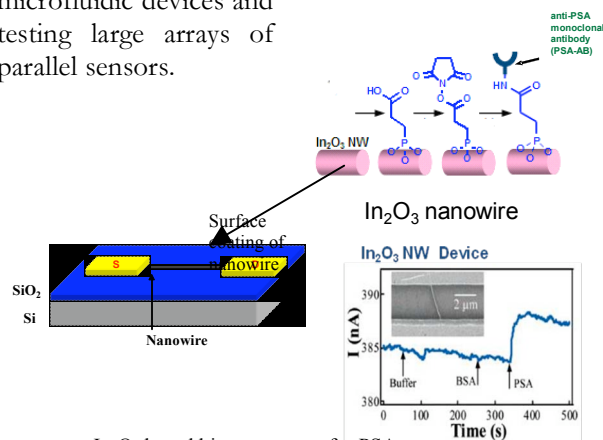 microfluidic devices and
testing large arrays of
parallel sensors.
anti-PSA
monoclonal
antibody
(PSA-AB)
HO
O
O
N
O
O
O
HN
O
In₂O₃ NW
P
O
O
O
P
O
O
O
P
O
O
O
In₂O₃ nanowire
Surface
coating of
nanowire
S
SiO₂
Si
Nanowire
In₂O₃ NW Device
I (nA)
390
385
380
2 μm
Buffer
BSA
PSA
0 100 200 300 400 500
Time (s)